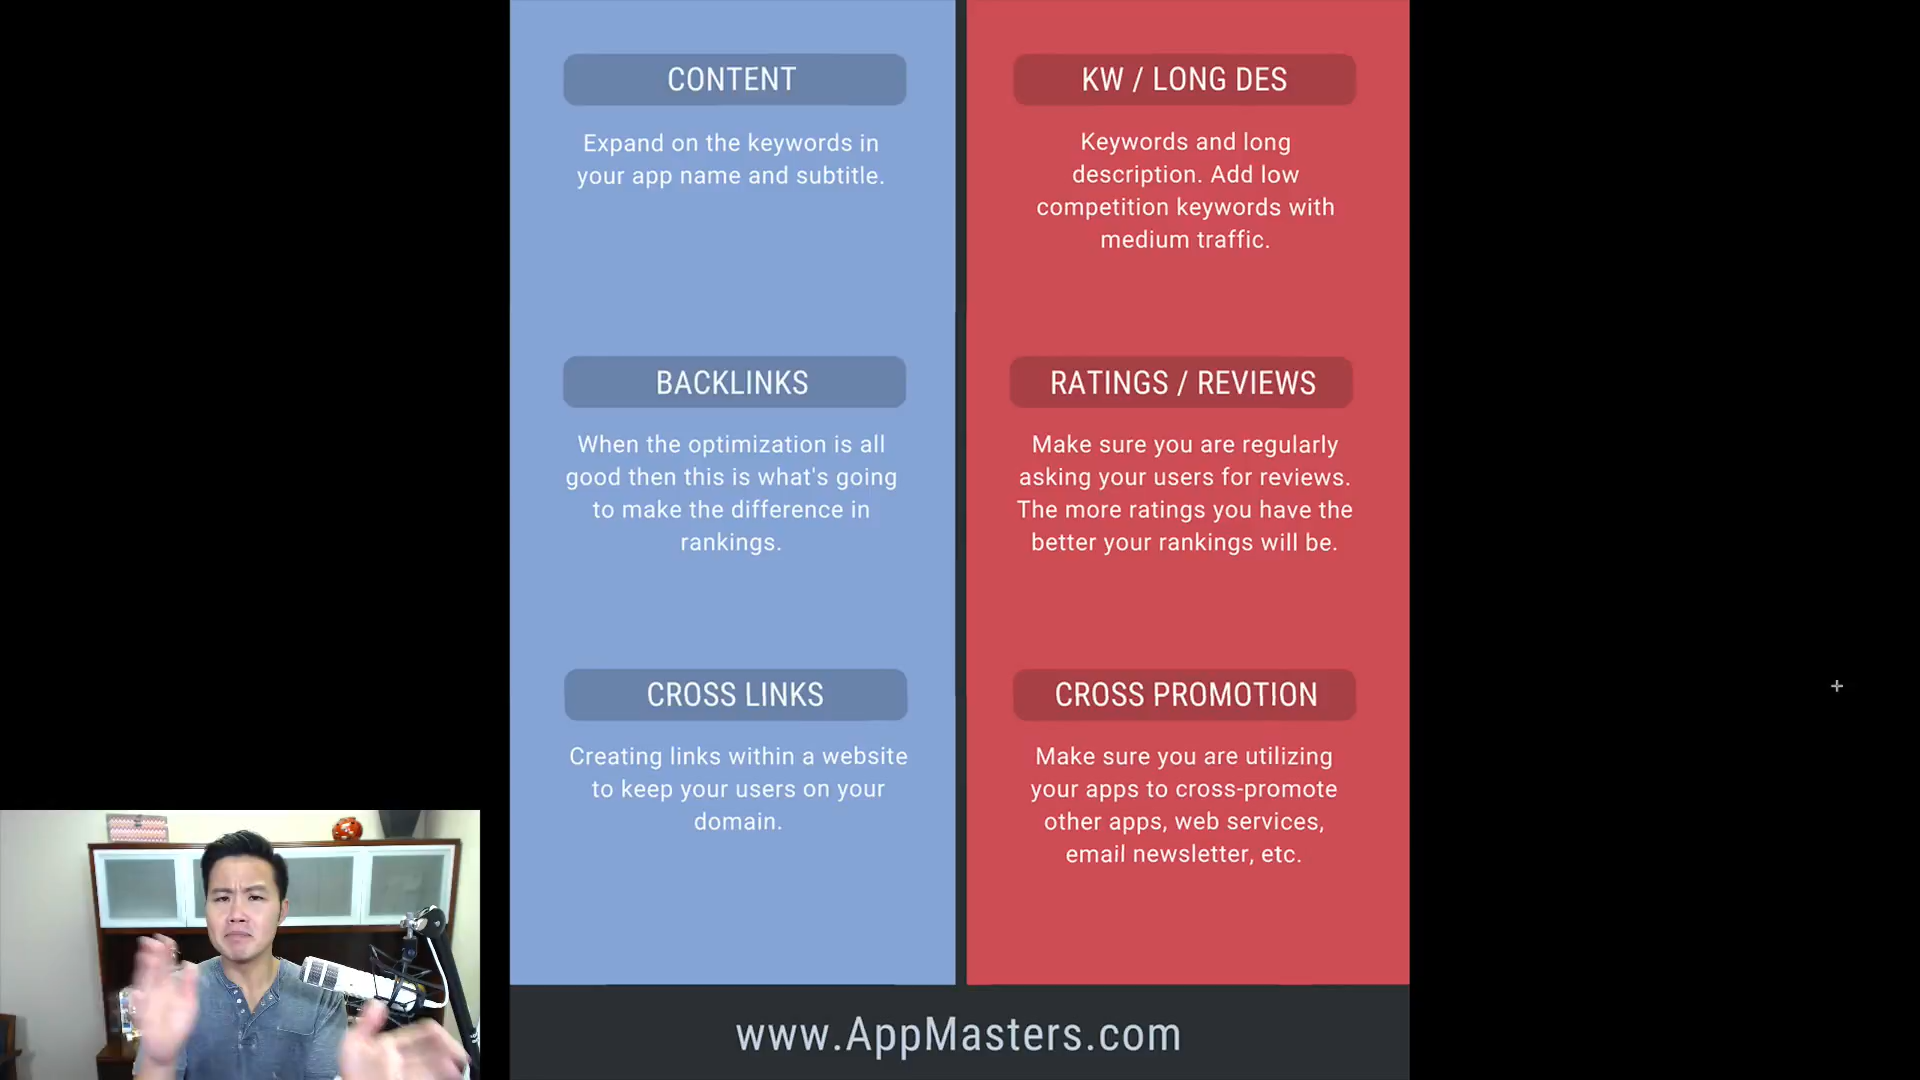 CONTENT
Expand on the keywords in
your app name and subtitle.
BACKLINKS
When the optimization is all
good then this is what's going
to make the difference in
rankings.
CROSS LINKS
Creating links within a website
to keep your users on your
domain.
KW / LONG DES
Keywords and long
description. Add low
competition keywords with
medium traffic.
RATINGS / REVIEWS
Make sure you are regularly
asking your users for reviews.
The more ratings you have the
better your rankings will be.
CROSS PROMOTION
Make sure you are utilizing
your apps to cross-promote
other apps, web services,
email newsletter, etc.
www.AppMasters.com